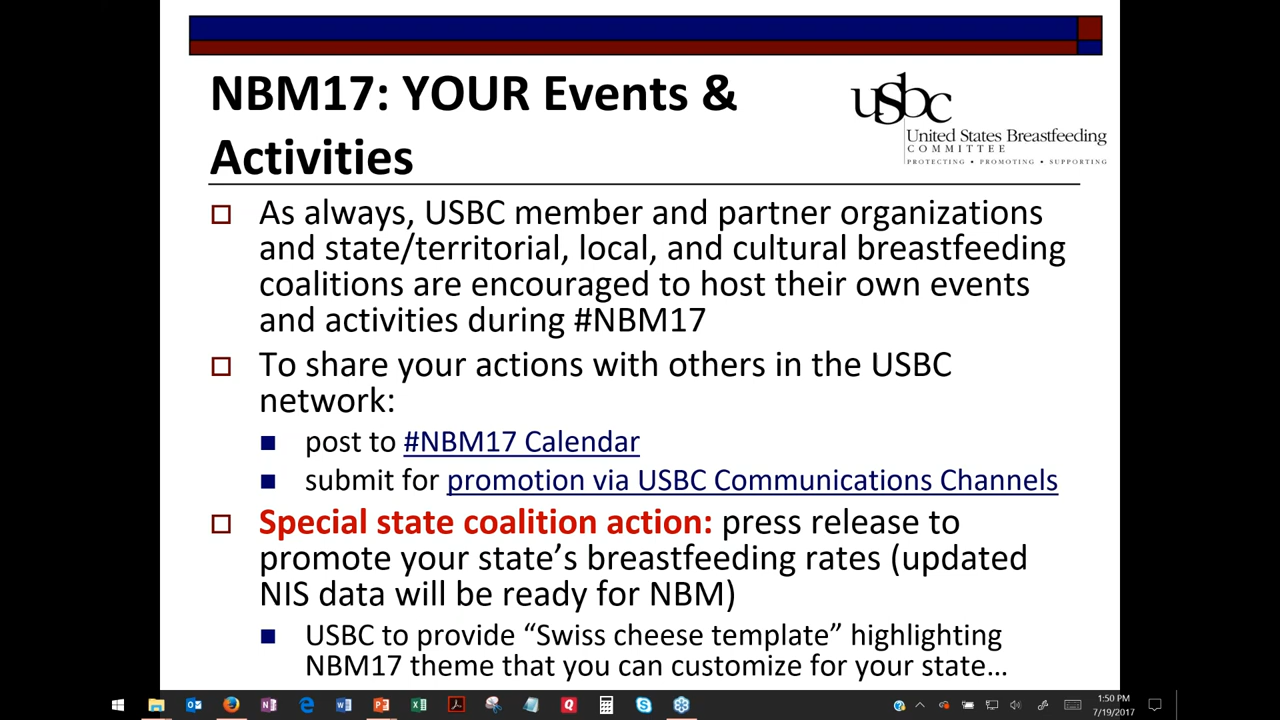 NBM17: YOUR Events &
Activities
usbc
United States Breastfeeding
COMMITTEE
PROTECTING • PROMOTING • SUPPORTING
As always, USBC member and partner organizations
and state/territorial, local, and cultural breastfeeding
coalitions are encouraged to host their own events
and activities during #NBM17
To share your actions with others in the USBC
network:
post to #NBM17 Calendar
submit for promotion via USBC Communications Channels
Special state coalition action: press release to
promote your state’s breastfeeding rates (updated
NIS data will be ready for NBM)
USBC to provide “Swiss cheese template” highlighting
NBM17 theme that you can customize for your state…
1:50 PM
7/19/2017